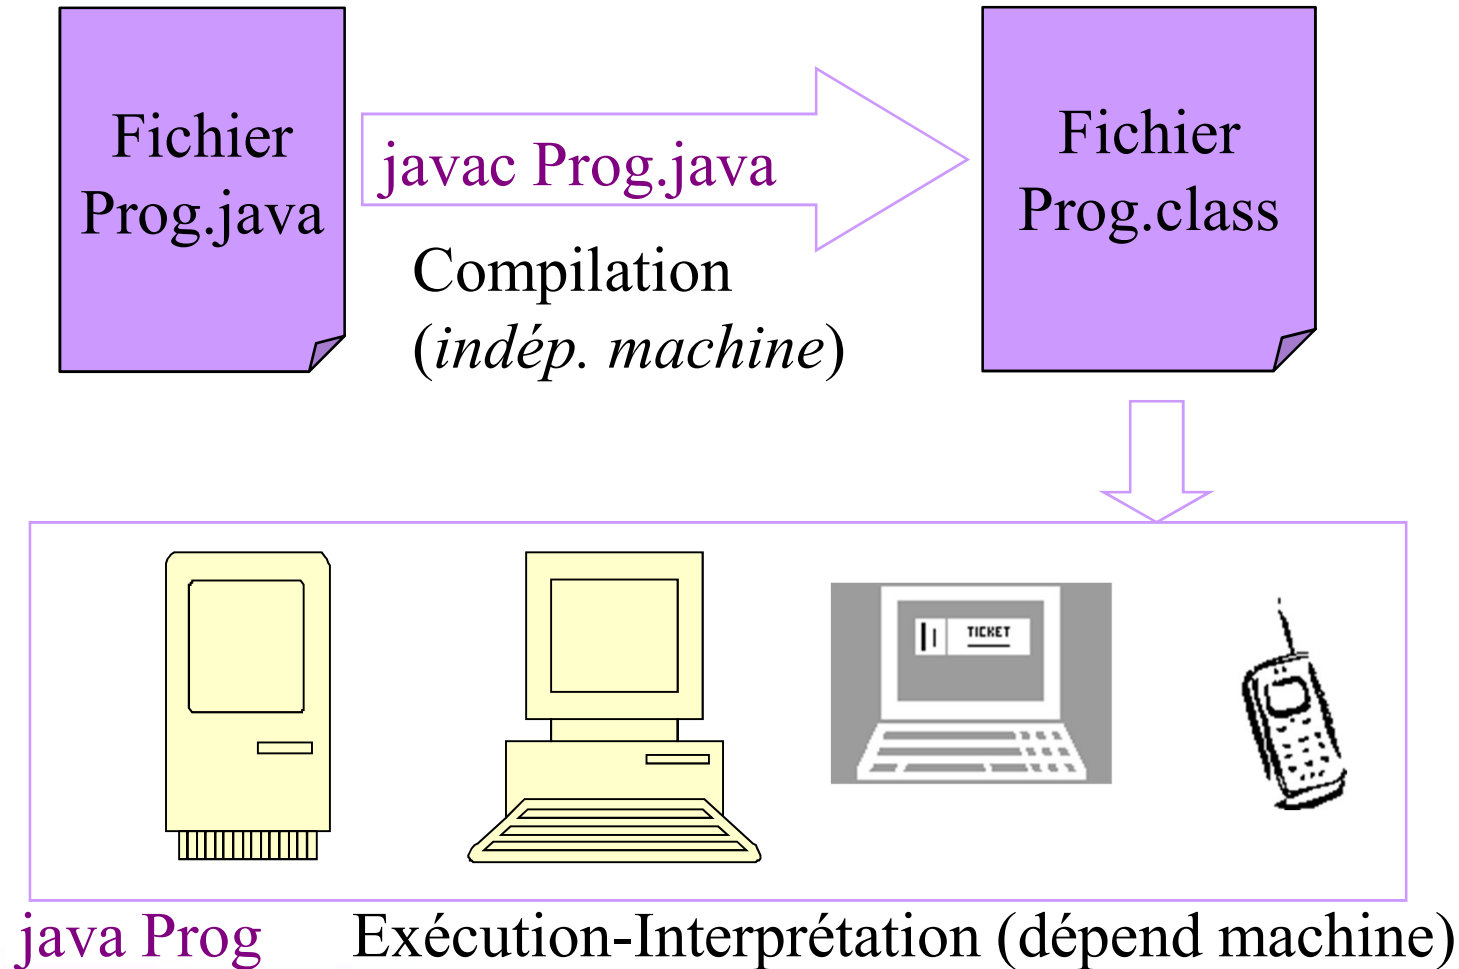 Fichier
Prog.java
javac Prog.java
Compilation
(indép. machine)
Fichier
Prog.class
TICKET
java Prog
Exécution-Interprétation (dépend machine)